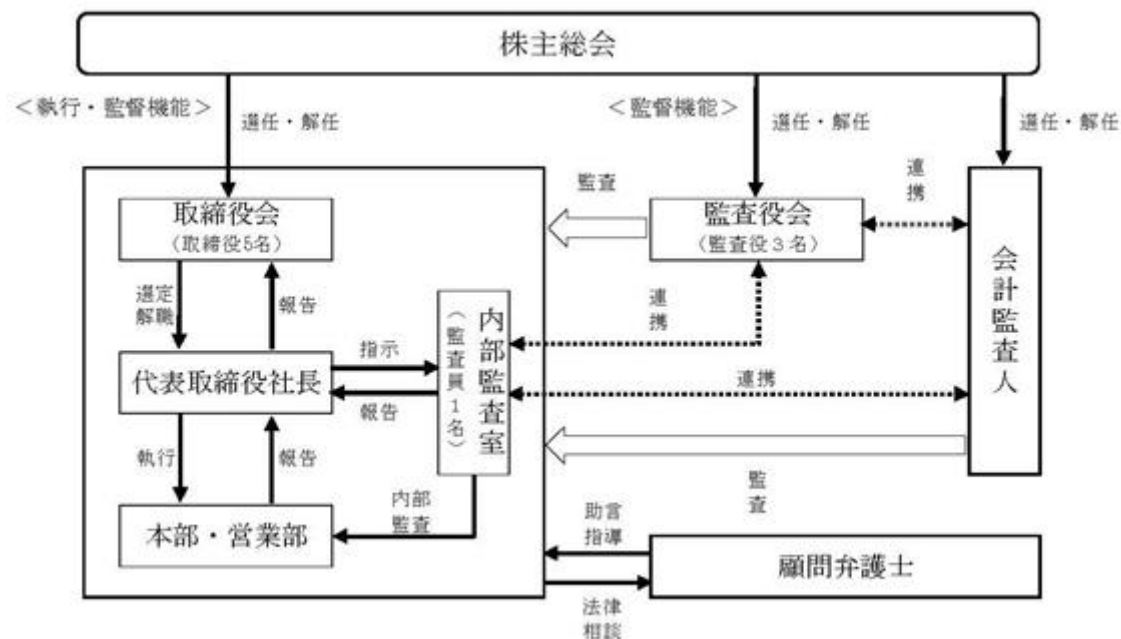 株主総会
＜執行・監督機能＞
選任・解任
＜監督機能＞
選任・解任
選任・解任
取締役会
（取締役5名）
監査
監査役会
（監査役３名）
連携
会計監査人
選定
解職
報告
連携
内部監査室
（監査員１名）
代表取締役社長
指示
報告
連携
執行
報告
監査
本部・営業部
内部
監査
助言
指導
顧問弁護士
法律
相談